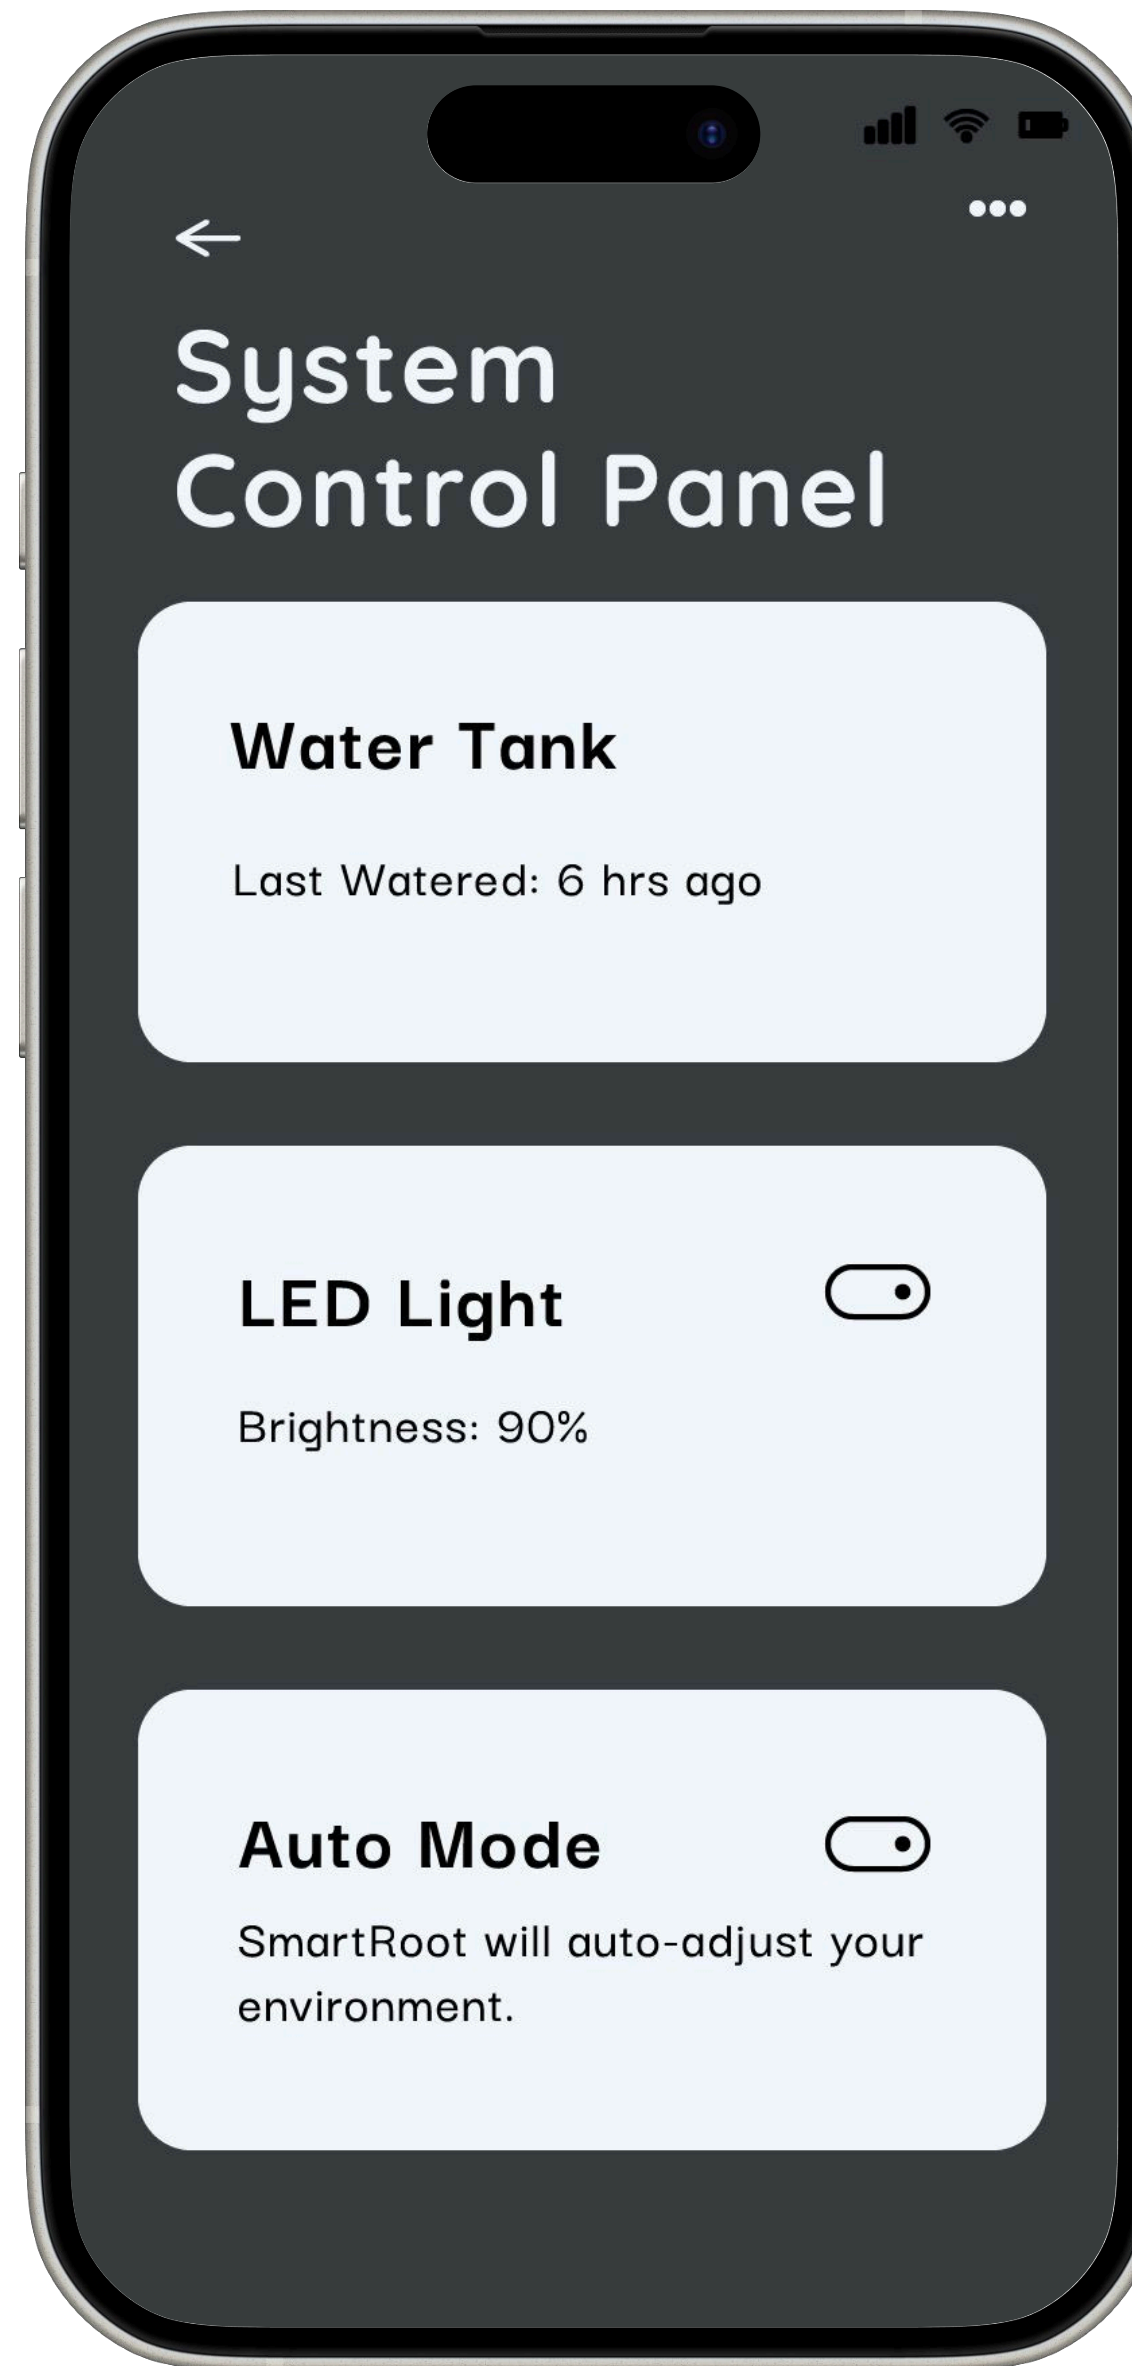 System
Control Panel
Water Tank
Last Watered: 6 hrs ago
LED Light
Brightness: 90%
Auto Mode
SmartRoot will auto-adjust your
environment.